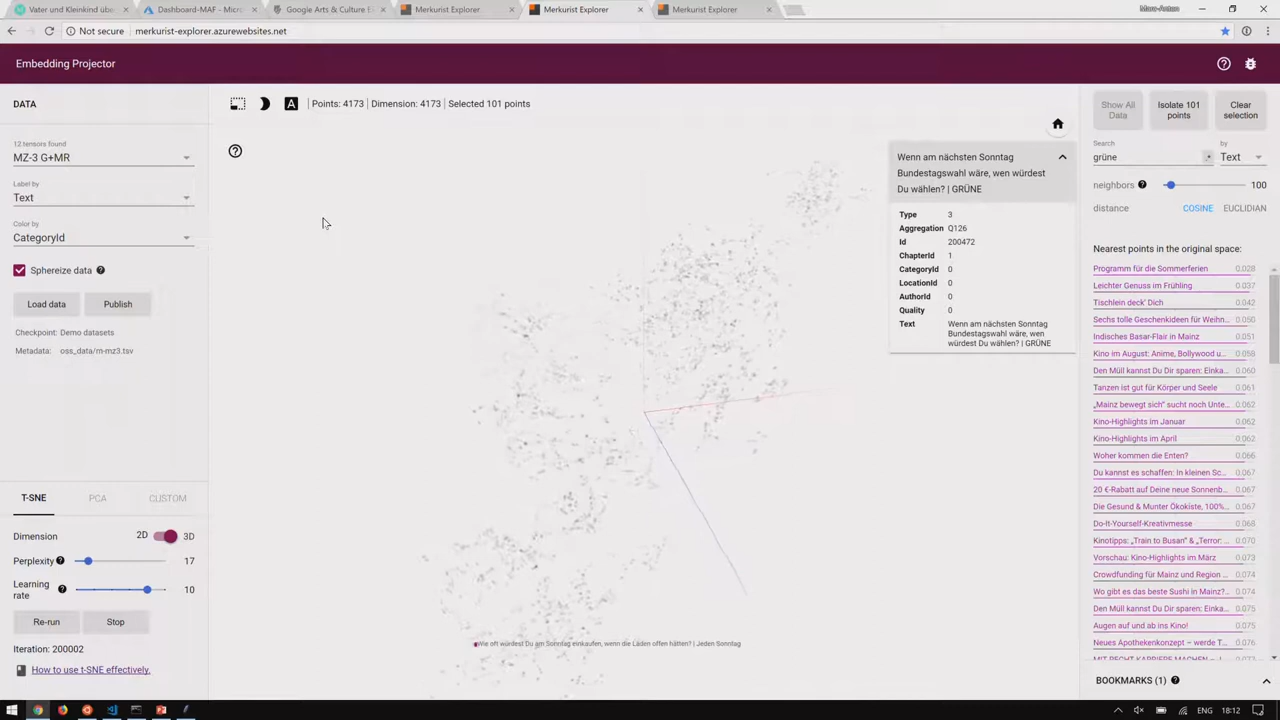 Vater und Kleinkind übe
Dashboard-MAF - Micro
Google Arts & Culture E
Merkurist Explorer
Merkurist Explorer
Merkurist Explorer
Not secure
merkurist-explorer.azurewebsites.net
Embedding Projector
DATA
Points: 4173
Dimension: 4173
Selected 101 points
Show All Data
Isolate 101 points
Clear selection
12 tensors found
MZ-3 G+MR
Label by
Text
Color by
CategoryId
Sphereize data
Load data
Publish
Checkpoint: Demo datasets
Metadata: oss_data/m-mz3.tsv
T-SNE
PCA
CUSTOM
Dimension
2D
3D
Perplexity
17
Learning rate
10
Re-run
Stop
Iteration: 200002
How to use t-SNE effectively.
Wie oft würdest Du am Sonntag einkaufen, wenn die Läden offen hätten? | Jeden Sonntag
Wenn am nächsten Sonntag
Bundestagswahl wäre, wen würdest
Du wählen? | GRÜNE
Type 3
Aggregation Q126
Id 200472
ChapterId 1
CategoryId 0
LocationId 0
AuthorId 0
Quality 0
Text Wenn am nächsten Sonntag
Bundestagswahl wäre, wen
würdest Du wählen? | GRÜNE
Search
by
grüne
.*
Text
neighbors
100
distance
COSINE
EUCLIDIAN
Nearest points in the original space:
Programm für die Sommerferien 0.028
Leichter Genuss im Frühling 0.037
Tischlein deck' Dich 0.042
Sechs tolle Geschenkideen für Weihn... 0.050
Indisches Basar-Flair in Mainz 0.058
Kino im August: Anime, Bollywood u... 0.058
Den Müll kannst Du Dir sparen: Einka... 0.060
Tanzen ist gut für Körper und Seele 0.061
„Mainz bewegt sich“ sucht noch Unte... 0.062
Kino-Highlights im Januar 0.062
Kino-Highlights im April 0.062
Woher kommen die Enten? 0.066
Du kannst es schaffen: In kleinen Sc... 0.067
20 €-Rabatt auf Deine neue Sonnenb... 0.067
Die Gesund & Munter Ökokiste, 100%... 0.067
Do-It-Yourself-Kreativmesse 0.068
Kinotipps: „Train to Busan“ & „Terror: ... 0.070
Vorschau: Kino-Highlights im März 0.073
Crowdfunding für Mainz und Region ... 0.074
Wo gibt es das beste Sushi in Mainz?... 0.074
Den Müll kannst Du Dir sparen: Einka... 0.075
Augen auf und ab ins Kino! 0.075
Neues Apothekenkonzept – werde T... 0.076
BOOKMARKS (1)
ENG
18:12